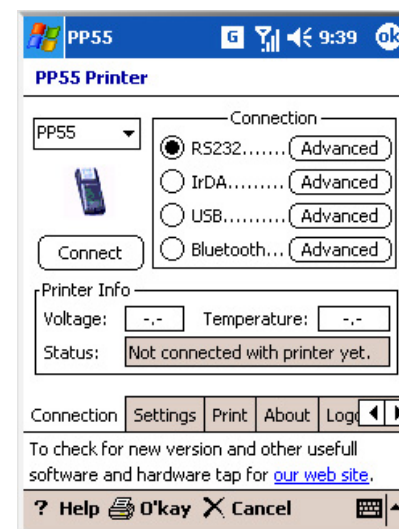 PP55 G 9:39 ok
PP55 Printer
PP55
Connection
RS232....... Advanced
IrDA......... Advanced
USB.......... Advanced
Bluetooth... Advanced
Connect
Printer Info
Voltage: -.- Temperature: -.-
Status: Not connected with printer yet.
Connection Settings Print About
To check for new version and other usefull
software and hardware tap for our web site.
? Help O'kay Cancel